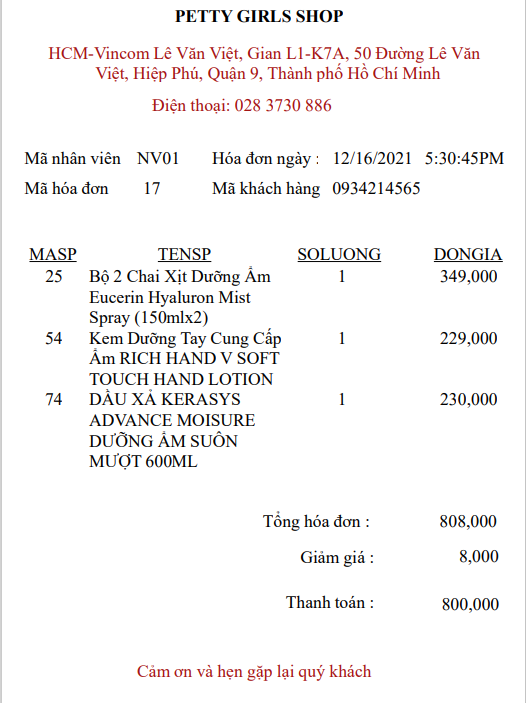 PETTY GIRLS SHOP
HCM-Vincom Lê Văn Việt, Gian L1-K7A, 50 Đường Lê Văn
Việt, Hiệp Phú, Quận 9, Thành phố Hồ Chí Minh
Điện thoại: 028 3730 886
Mã nhân viên NV01 Hóa đơn ngày : 12/16/2021 5:30:45PM
Mã hóa đơn 17 Mã khách hàng 0934214565
MASP TENSP SOLUONG DONGIA
25 Bộ 2 Chai Xịt Dưỡng Ẩm 1 349,000
Eucerin Hyaluron Mist
Spray (150mlx2)
54 Kem Dưỡng Tay Cung Cấp 1 229,000
Ẩm RICH HAND V SOFT
TOUCH HAND LOTION
74 DẦU XẢ KERASYS 1 230,000
ADVANCE MOISURE
DƯỠNG ẨM SUÔN
MƯỢT 600ML
Tổng hóa đơn : 808,000
Giảm giá : 8,000
Thanh toán : 800,000
Cảm ơn và hẹn gặp lại quý khách